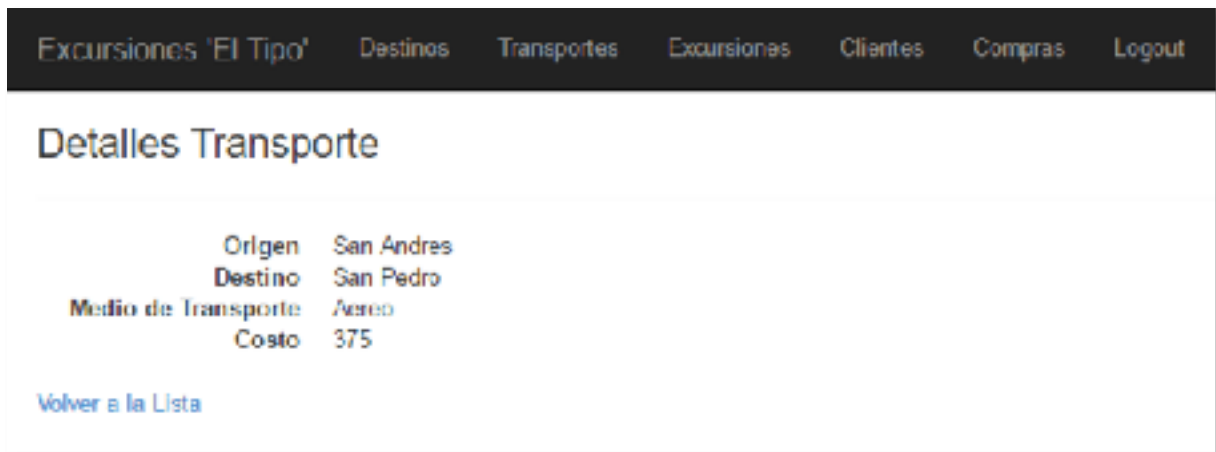 Excursiones 'El Tipo' Destinos Transportes Excursiones Clientes Compras Logout
Detalles Transporte
Origen San Andres
Destino San Pedro
Medio de Transporte Aereo
Costo 375
Volver a la Lista